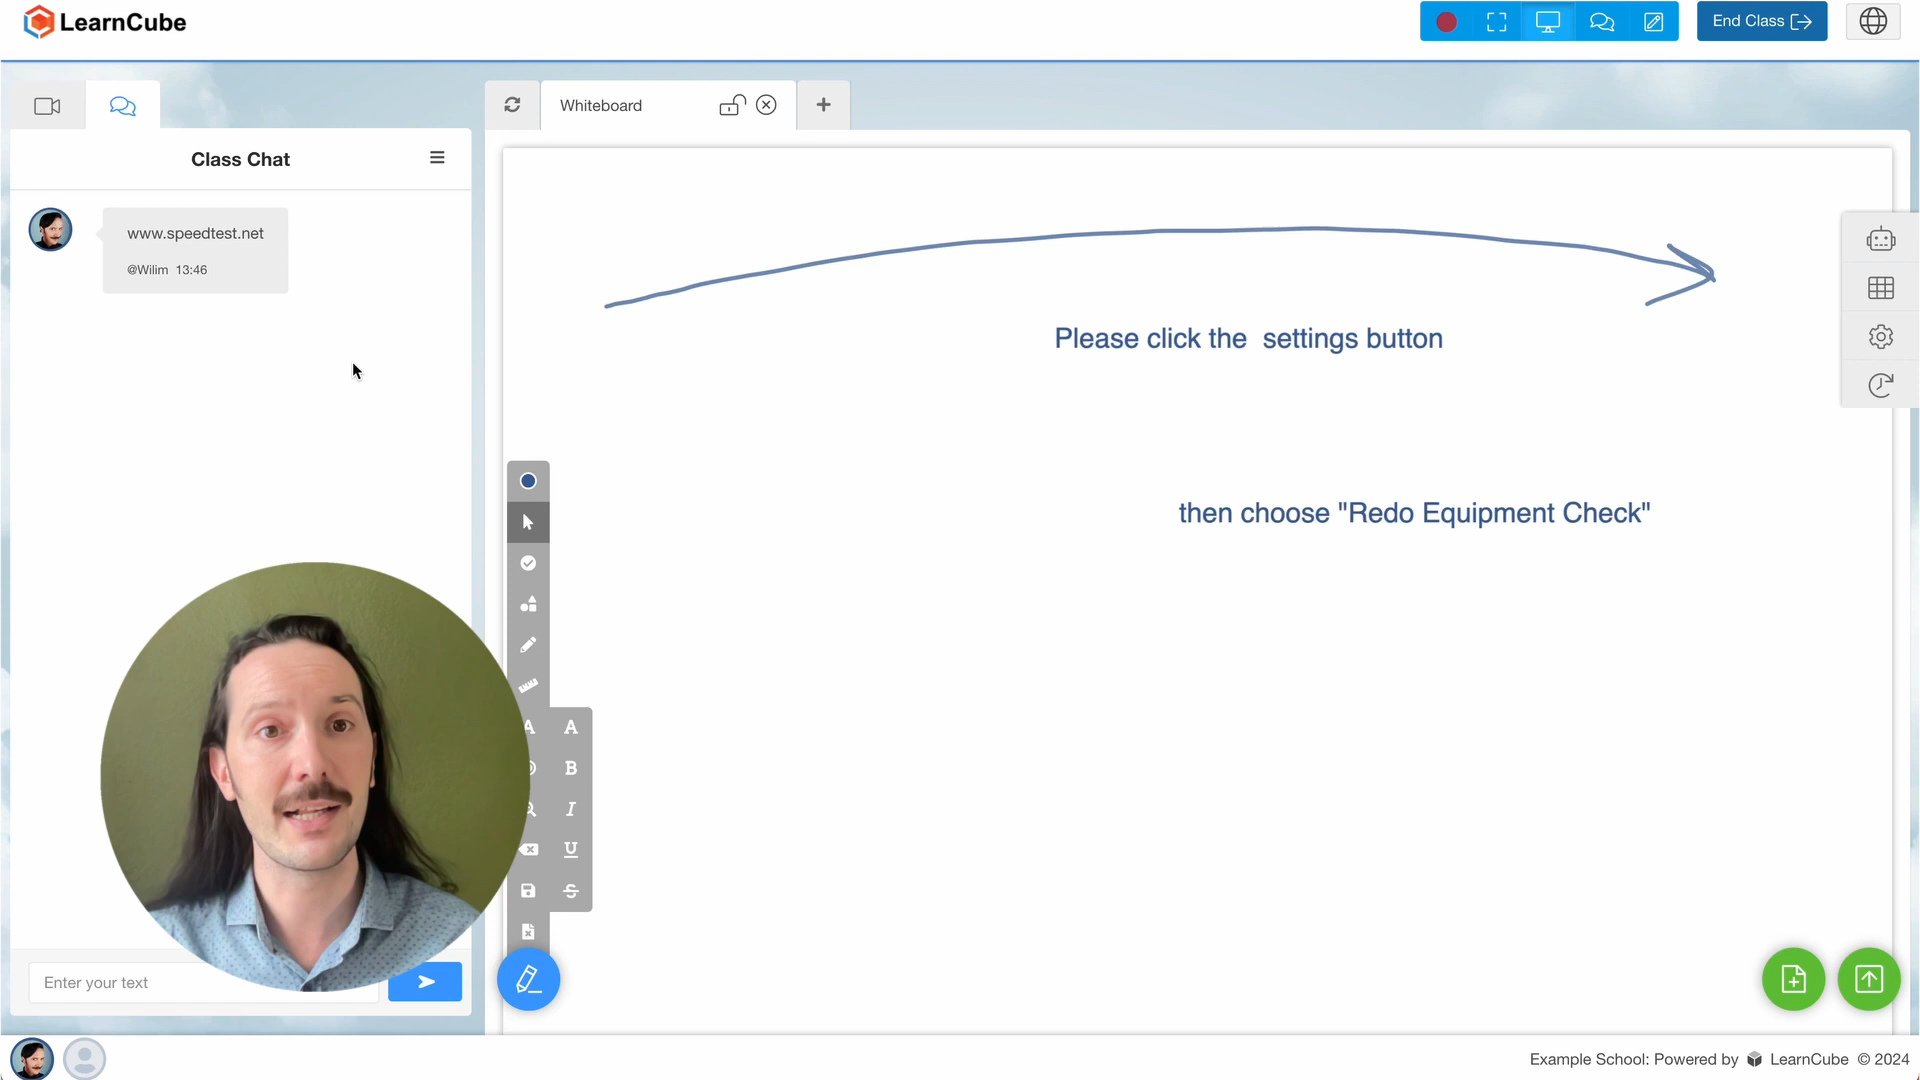 LearnCube
End Class
Whiteboard
Class Chat
www.speedtest.net
@Wilim 13:46
Please click the  settings button
then choose "Redo Equipment Check"
A A
B
I
U
S
Enter your text
Example School: Powered by LearnCube © 2024